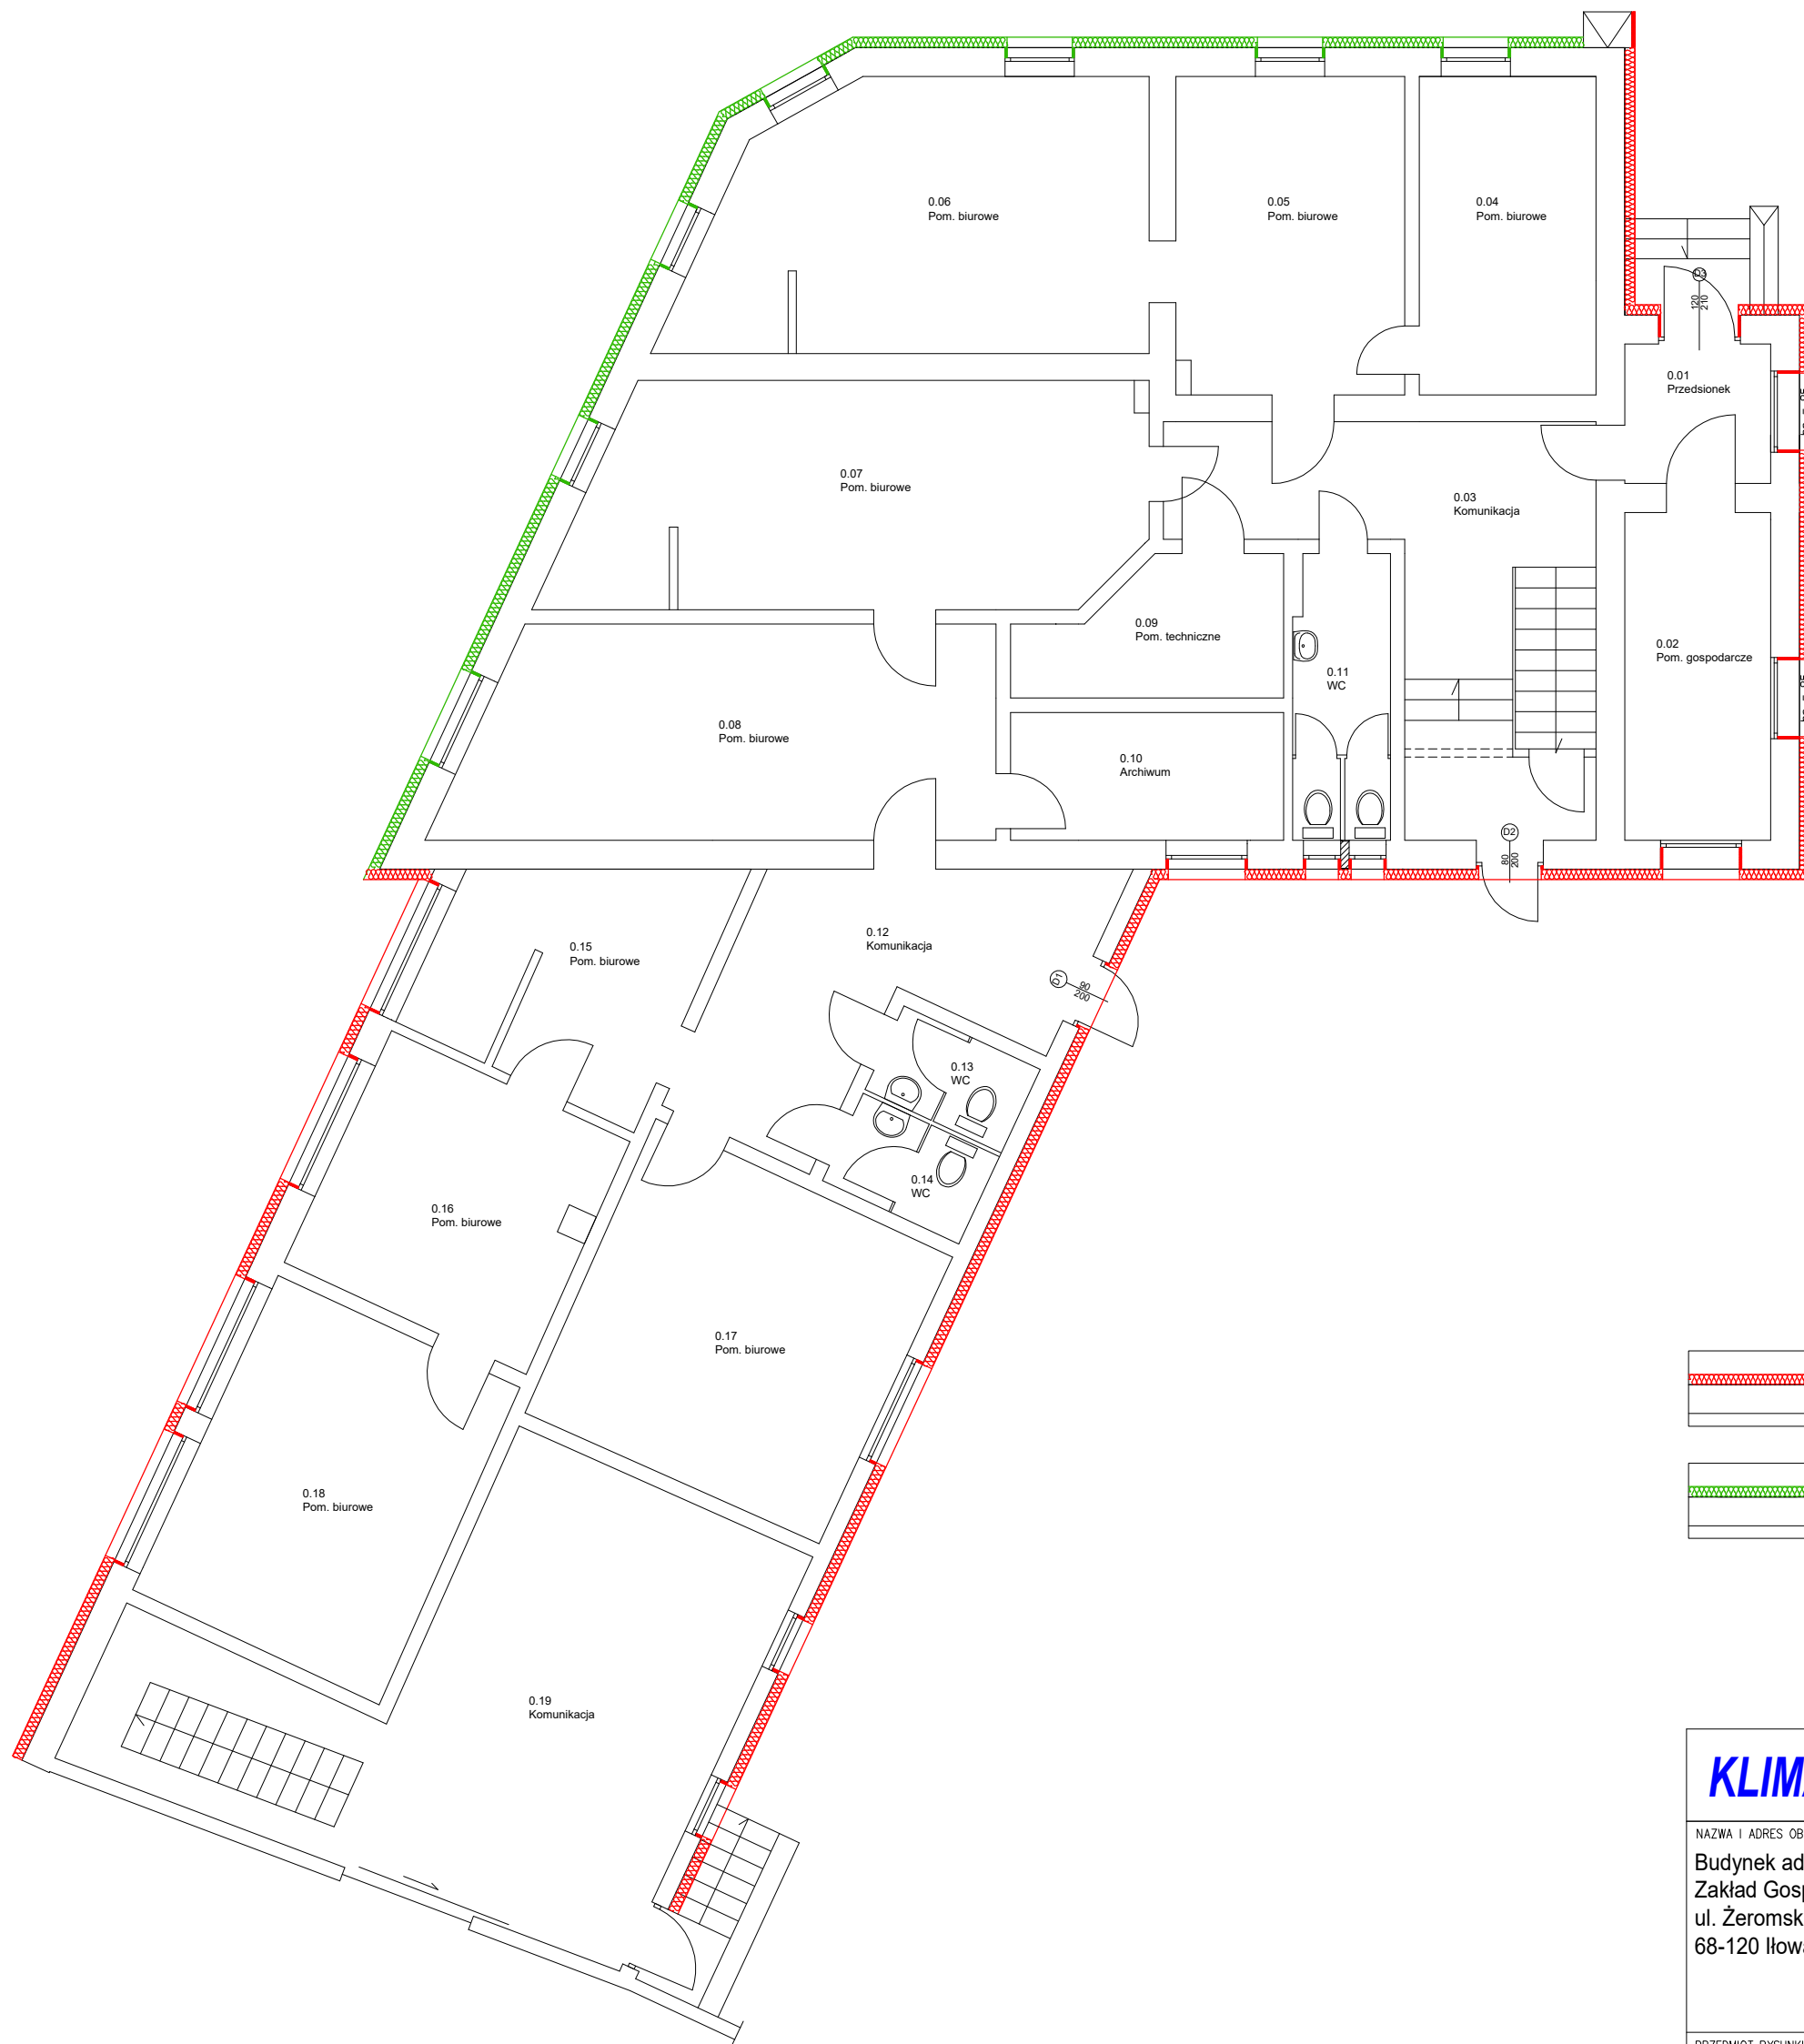 0.06
Pom. biurowe
0.05
Pom. biurowe
0.04
Pom. biurowe
D3
120
210
0.01
Przedsionek
0.07
Pom. biurowe
0.03
Komunikacja
0.09
Pom. techniczne
0.02
Pom. gospodarcze
0.11
WC
0.08
Pom. biurowe
0.10
Archiwum
D2
80
200
0.12
Komunikacja
0.15
Pom. biurowe
D1
90
200
0.13
WC
0.14
WC
0.16
Pom. biurowe
0.17
Pom. biurowe
0.18
Pom. biurowe
0.19
Komunikacja
KLIM
NAZWA I ADRES OB
Budynek ad
Zakład Gosp
ul. Żeromsk
68-120 Iłowa